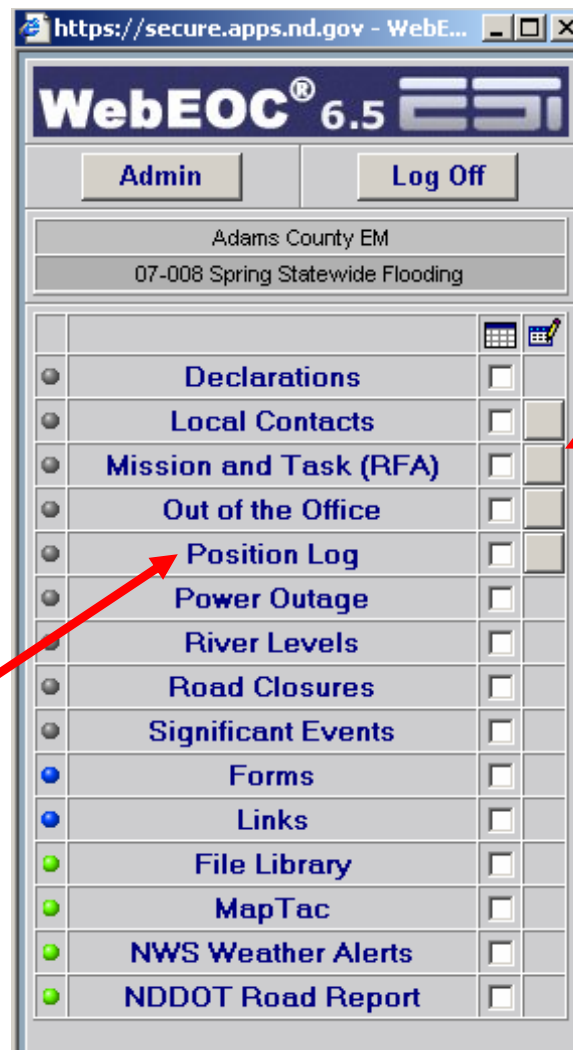 https://secure.apps.nd.gov - WebE...
WebEOC® 6.5 ESi
Admin Log Off
Adams County EM
07-008 Spring Statewide Flooding
Declarations
Local Contacts
Mission and Task (RFA)
Out of the Office
Position Log
Power Outage
River Levels
Road Closures
Significant Events
Forms
Links
File Library
MapTac
NWS Weather Alerts
NDDOT Road Report